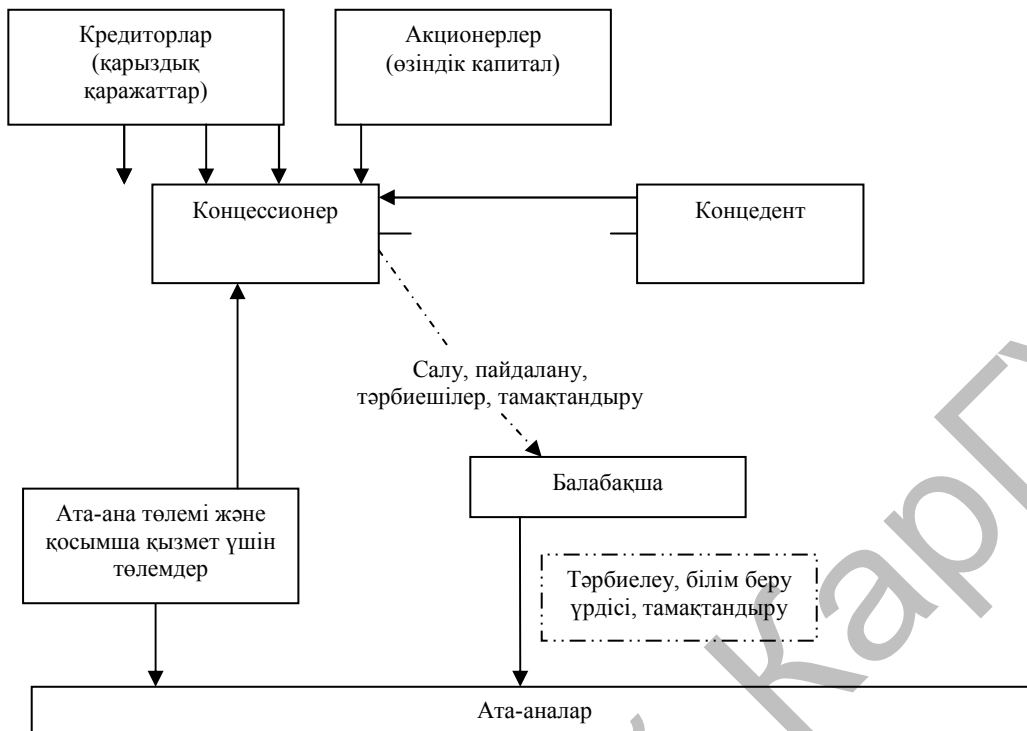 Кредиторлар
(қарыздық
қаражаттар)
Акционерлер
(өзіндік капитал)
Концессионер
Концедент
Салу, пайдалану,
тәрбиешілер, тамақтандыру
Балабақша
Ата-ана төлемі және
қосымша қызмет үшін
төлемдер
Тәрбиелеу, білім беру
үрдісі, тамақтандыру
Ата-аналар